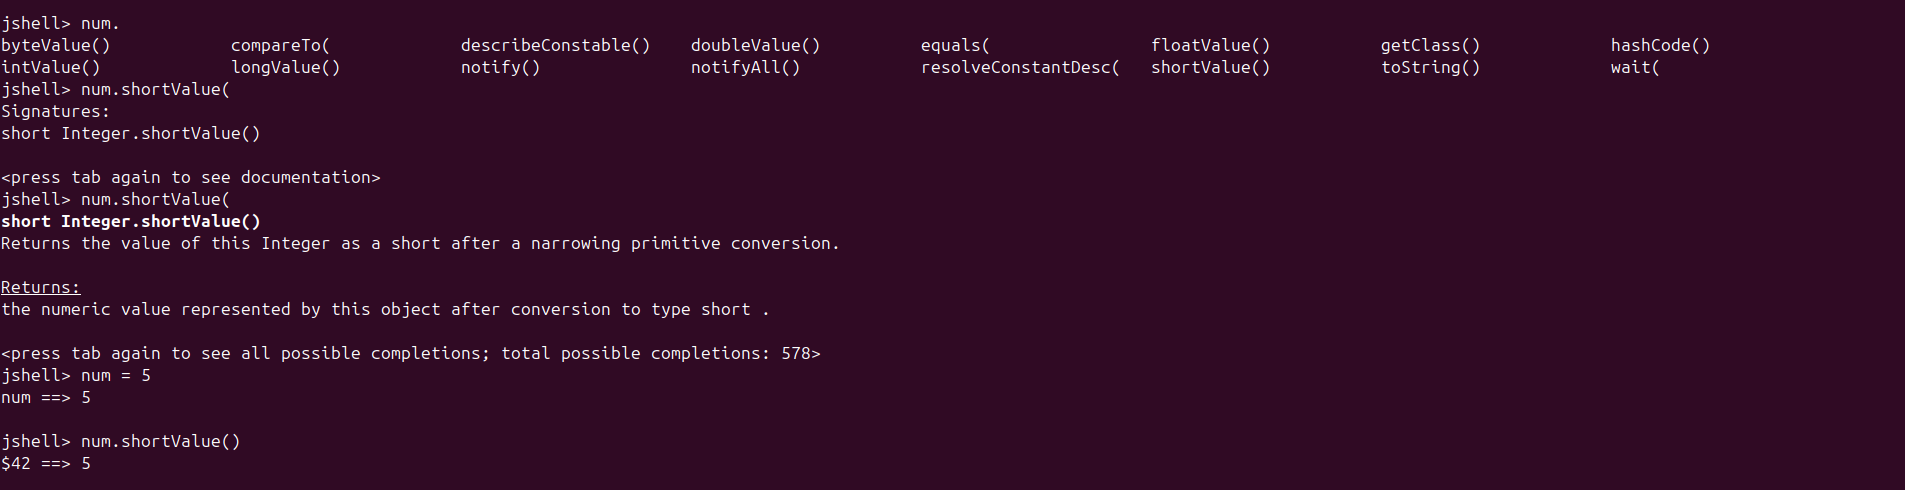 jshell> num.
byteValue()            compareTo(             describeConstable()    doubleValue()          equals(                floatValue()           getClass()             hashCode()
intValue()             longValue()            notify()               notifyAll()            resolveConstantDesc(   shortValue()           toString()             wait(
jshell> num.shortValue(
Signatures:
short Integer.shortValue()
<press tab again to see documentation>
jshell> num.shortValue(
short Integer.shortValue()
Returns the value of this Integer as a short after a narrowing primitive conversion.
Returns:
the numeric value represented by this object after conversion to type short .
<press tab again to see all possible completions; total possible completions: 578>
jshell> num = 5
num ==> 5
jshell> num.shortValue()
$42 ==> 5